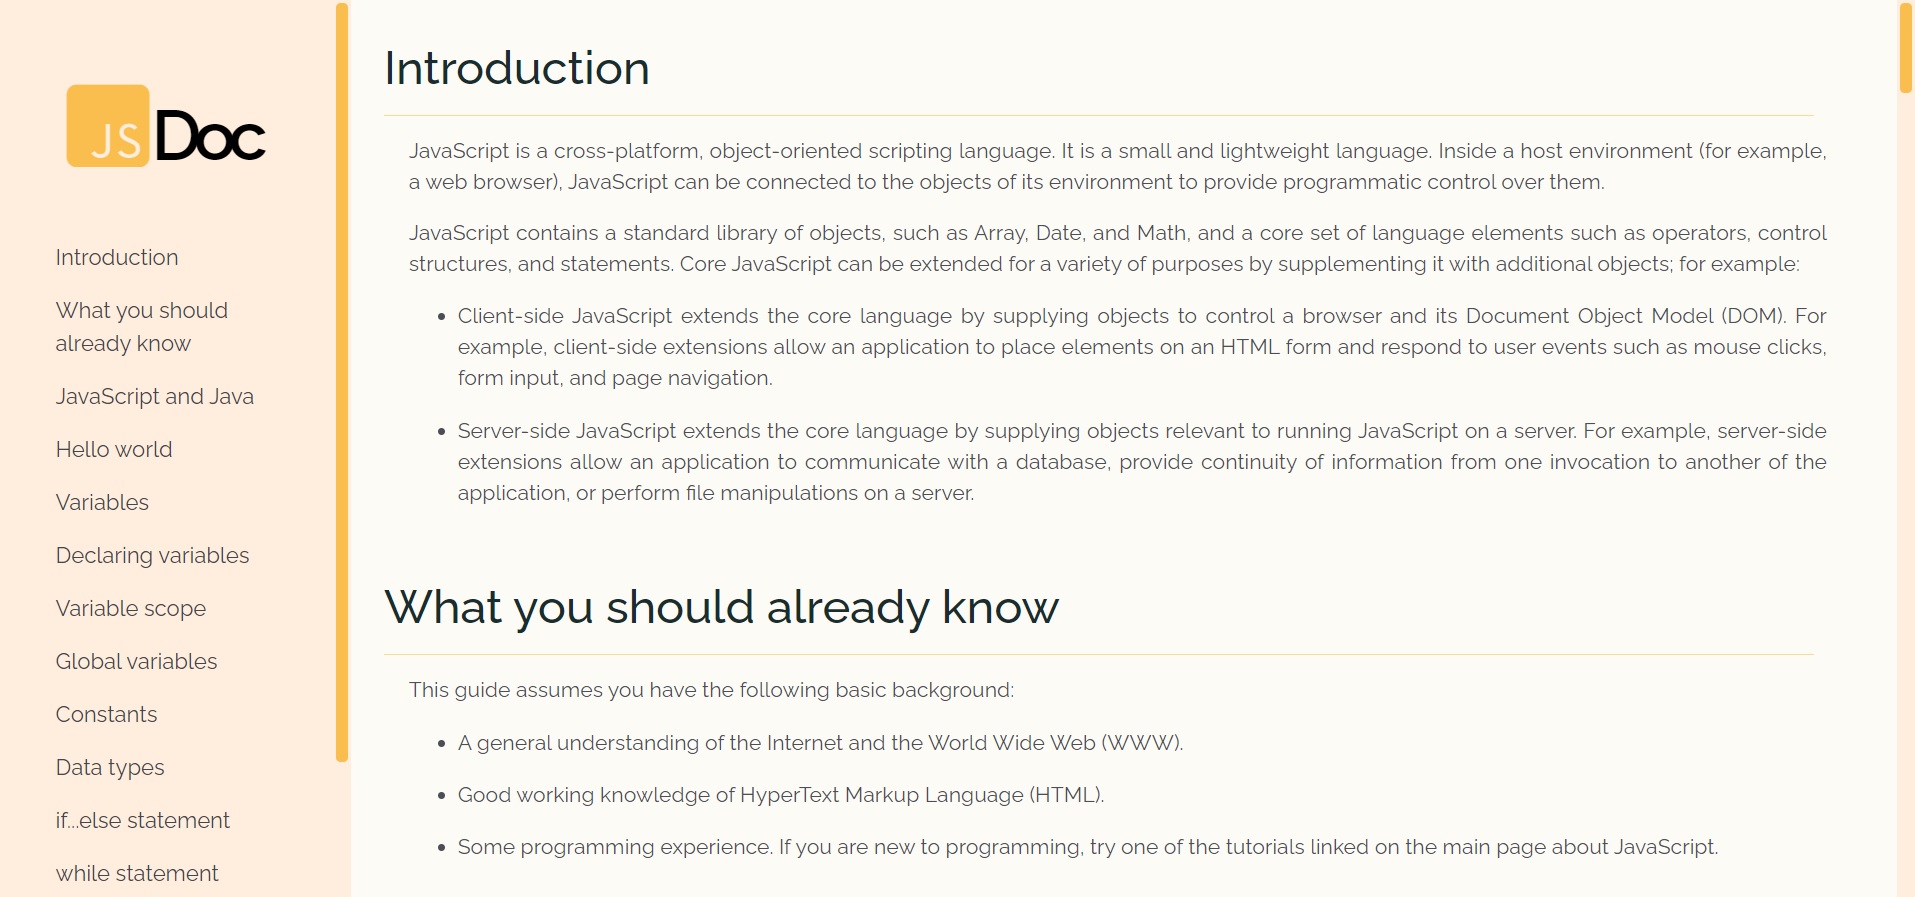 JS Doc
Introduction
What you should
already know
JavaScript and Java
Hello world
Variables
Declaring variables
Variable scope
Global variables
Constants
Data types
if...else statement
while statement
Introduction
JavaScript is a cross-platform, object-oriented scripting language. It is a small and lightweight language. Inside a host environment (for example,
a web browser), JavaScript can be connected to the objects of its environment to provide programmatic control over them.
JavaScript contains a standard library of objects, such as Array, Date, and Math, and a core set of language elements such as operators, control
structures, and statements. Core JavaScript can be extended for a variety of purposes by supplementing it with additional objects; for example:
• Client-side JavaScript extends the core language by supplying objects to control a browser and its Document Object Model (DOM). For
example, client-side extensions allow an application to place elements on an HTML form and respond to user events such as mouse clicks,
form input, and page navigation.
• Server-side JavaScript extends the core language by supplying objects relevant to running JavaScript on a server. For example, server-side
extensions allow an application to communicate with a database, provide continuity of information from one invocation to another of the
application, or perform file manipulations on a server.
What you should already know
This guide assumes you have the following basic background:
• A general understanding of the Internet and the World Wide Web (WWW).
• Good working knowledge of HyperText Markup Language (HTML).
• Some programming experience. If you are new to programming, try one of the tutorials linked on the main page about JavaScript.